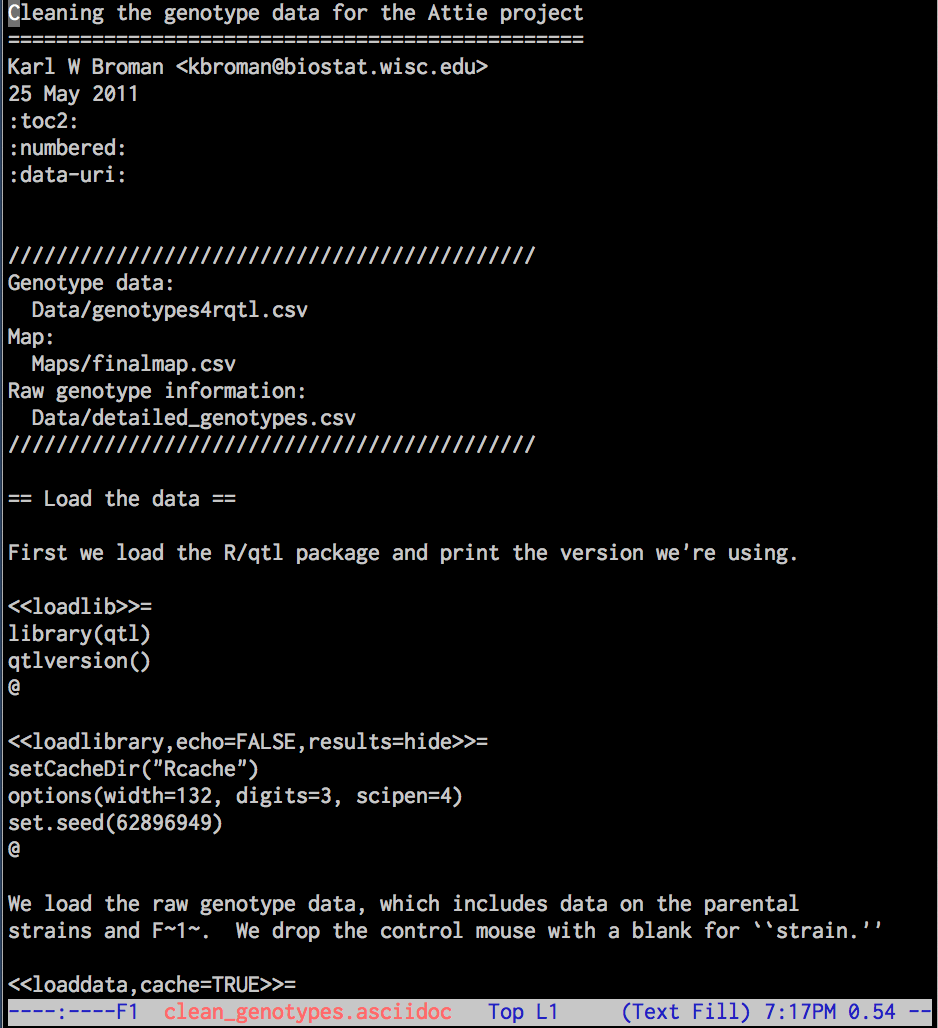 Cleaning the genotype data for the Attie project
================================================
Karl W Broman <kbroman@biostat.wisc.edu>
25 May 2011
:toc2:
:numbered:
:data-uri:
////////////////////////////////////////////
Genotype data:
  Data/genotypes4rqtl.csv
Map:
  Maps/finalmap.csv
Raw genotype information:
  Data/detailed_genotypes.csv
////////////////////////////////////////////
== Load the data ==
First we load the R/qtl package and print the version we're using.
<<loadlib>>=
library(qtl)
qtlversion()
@
<<loadlibrary,echo=FALSE,results=hide>>=
setCacheDir("Rcache")
options(width=132, digits=3, scipen=4)
set.seed(62896949)
@
We load the raw genotype data, which includes data on the parental
strains and F~1~.  We drop the control mouse with a blank for ``strain.''
<<loaddata,cache=TRUE>>=
----:----F1  clean_genotypes.asciidoc   Top L1     (Text Fill) 7:17PM 0.54 --